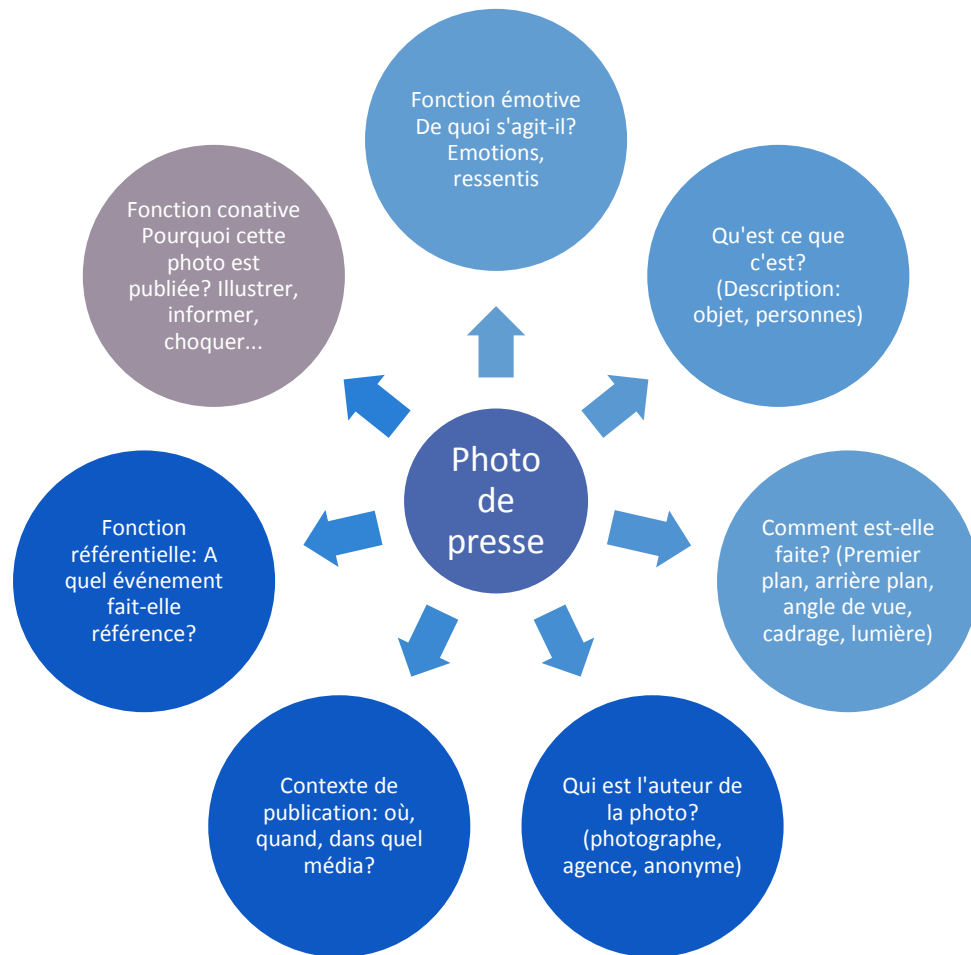 Fonction émotive
De quoi s'agit-il?
Emotions,
ressentis
Qu'est ce que
c'est?
(Description:
objet, personnes)
Comment est-elle
faite? (Premier
plan, arrière plan,
angle de vue,
cadrage, lumière)
Qui est l'auteur de
la photo?
(photographe,
agence, anonyme)
Contexte de
publication: où,
quand, dans quel
média?
Fonction
référentielle: A
quel événement
fait-elle
référence?
Fonction conative
Pourquoi cette
photo est
publiée? Illustrer,
informer,
choquer...
Photo
de
presse